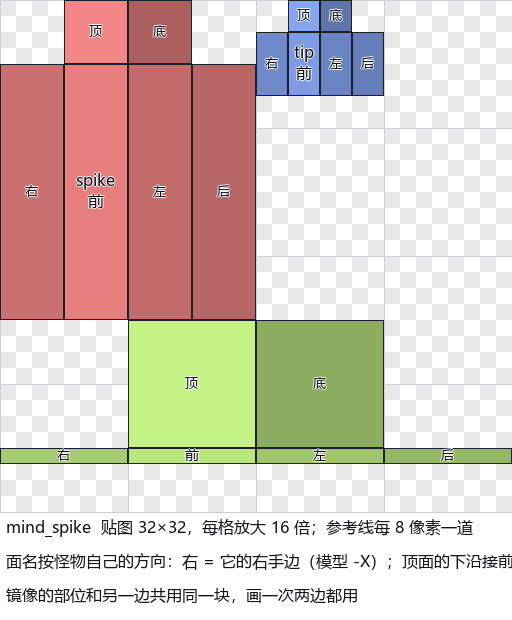 顶 底
顶 底
右 tip 前 左 后
右 spike 前 左 后
顶 底
右 前 左 后
mind_spike 贴图 32×32，每格放大 16 倍；参考线每 8 像素一道
面名按怪物自己的方向：右 = 它的右手边（模型 -X）；顶面的下沿接前
镜像的部位和另一边共用同一块，画一次两边都用